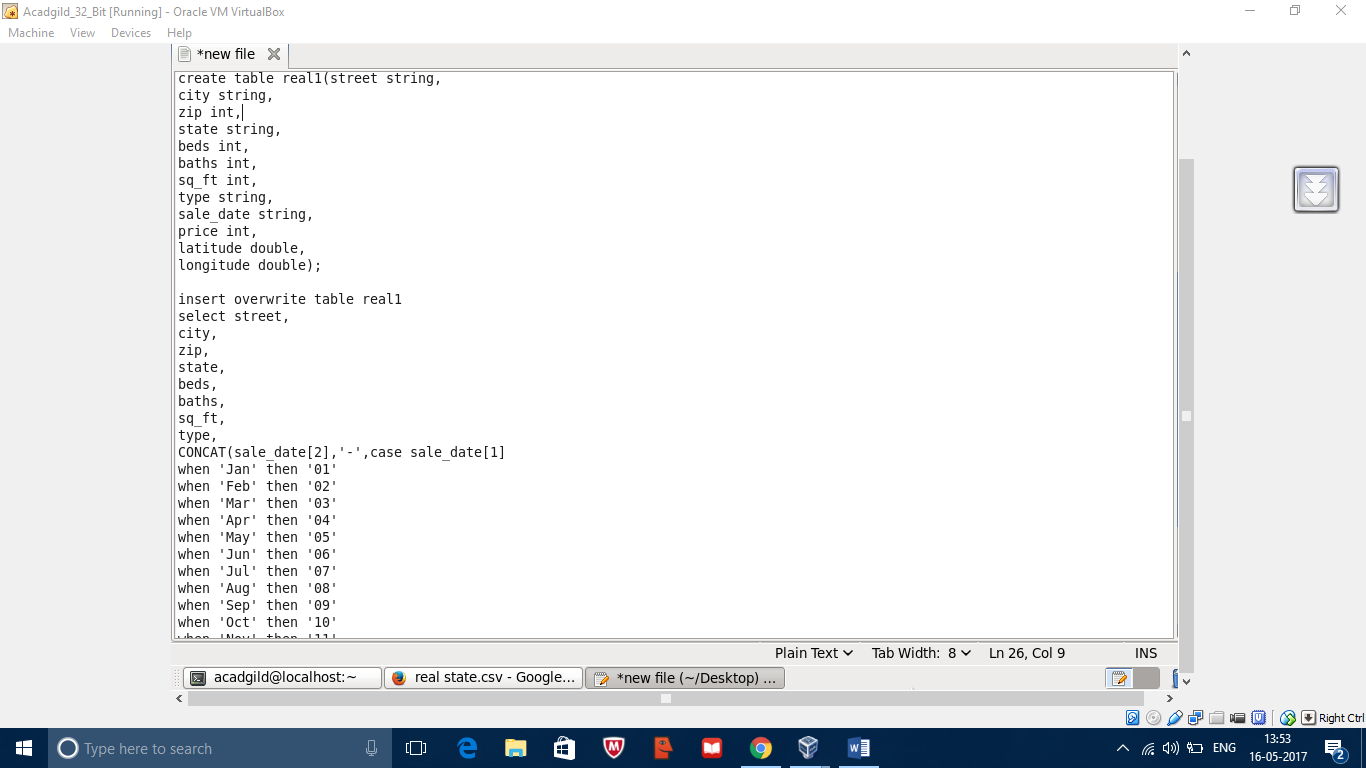 Acadgild_32_Bit [Running] - Oracle VM VirtualBox
Machine View Devices Help
*new file
create table real1(street string,
city string,
zip int,
state string,
beds int,
baths int,
sq_ft int,
type string,
sale_date string,
price int,
latitude double,
longitude double);
insert overwrite table real1
select street,
city,
zip,
state,
beds,
baths,
sq_ft,
type,
CONCAT(sale_date[2],'-',case sale_date[1]
when 'Jan' then '01'
when 'Feb' then '02'
when 'Mar' then '03'
when 'Apr' then '04'
when 'May' then '05'
when 'Jun' then '06'
when 'Jul' then '07'
when 'Aug' then '08'
when 'Sep' then '09'
when 'Oct' then '10'
when 'Nov' then '11'
Plain Text Tab Width: 8 Ln 26, Col 9 INS
acadgild@localhost:~ real state.csv - Google... *new file (~/Desktop) ...
Right Ctrl
Type here to search
ENG 13:53
16-05-2017
2